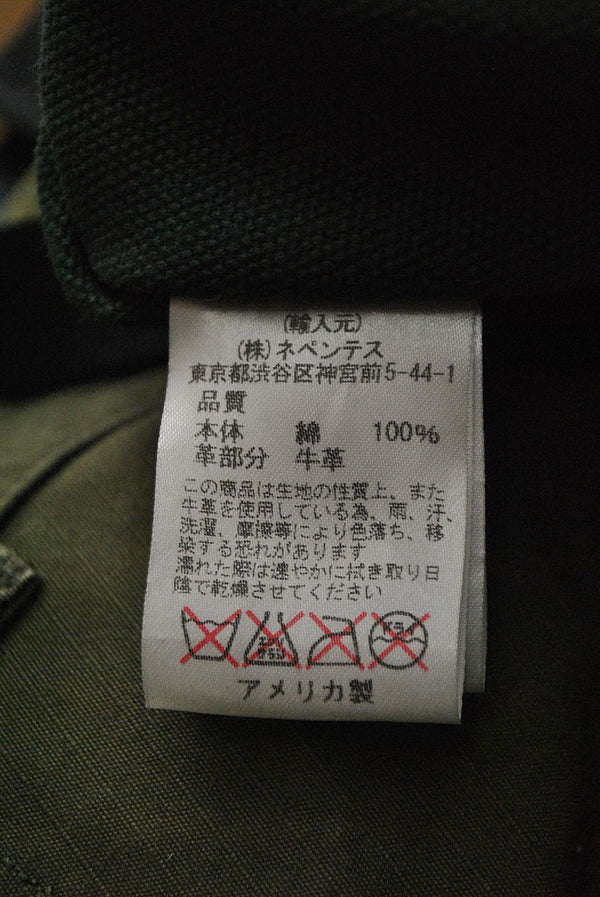 (輸入元)
(株)ネペンテス
東京都渋谷区神宮前5-44-1
品質
本体 綿 100%
革部分 牛革
この商品は生地の性質上、また
牛革を使用している為、雨、汗、
洗濯、摩擦等により色落ち、移
染する恐れがあります
濡れた際は速やかに拭き取り日
陰で乾燥させてください
アメリカ製